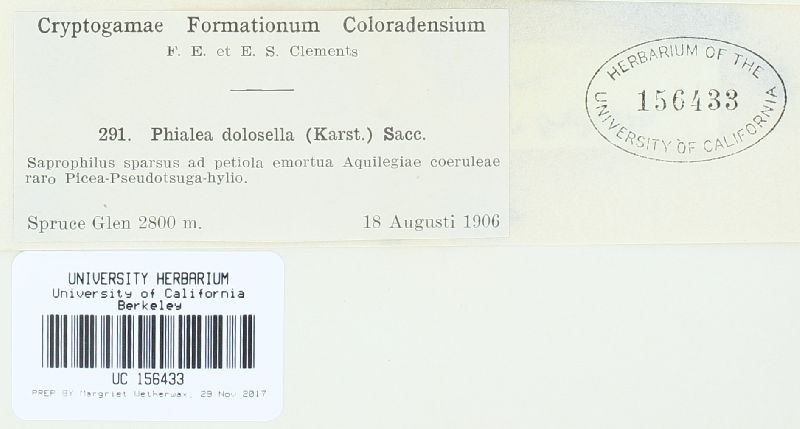 Cryptogamae Formationum Coloradensium
F. E. et E. S. Clements
291. Phialea dolosella (Karst.) Sacc.
Saprophilus sparsus ad petiola emortua Aquilegiae coeruleae
raro Picea-Pseudotsuga-hylio.
Spruce Glen 2800 m. 18 Augusti 1906
HERBARIUM OF THE
156433
UNIVERSITY OF CALIFORNIA
UNIVERSITY HERBARIUM
University of California
Berkeley
UC 156433
PREP BY Margriet Wetherwax, 29 Nov 2017